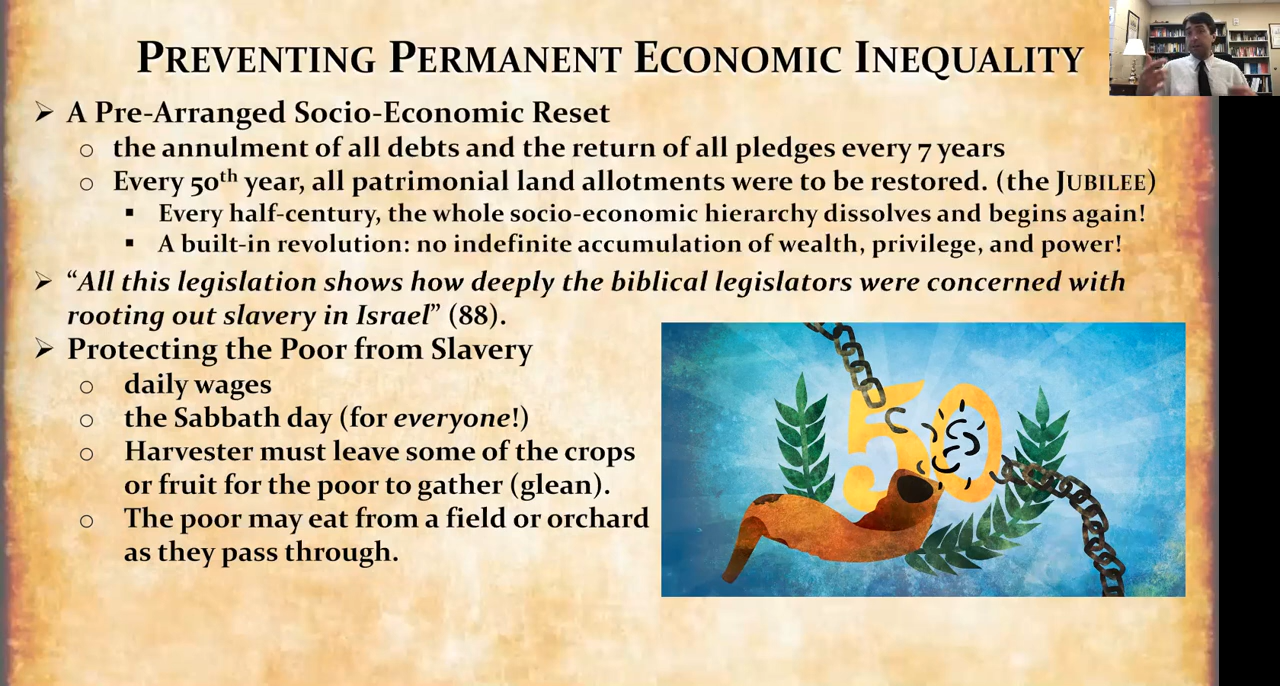 PREVENTING PERMANENT ECONOMIC INEQUALITY
➢ A Pre-Arranged Socio-Economic Reset
o the annulment of all debts and the return of all pledges every 7 years
o Every 50th year, all patrimonial land allotments were to be restored. (the JUBILEE)
▪ Every half-century, the whole socio-economic hierarchy dissolves and begins again!
▪ A built-in revolution: no indefinite accumulation of wealth, privilege, and power!
➢ “All this legislation shows how deeply the biblical legislators were concerned with
rooting out slavery in Israel” (88).
➢ Protecting the Poor from Slavery
o daily wages
o the Sabbath day (for everyone!)
o Harvester must leave some of the crops
or fruit for the poor to gather (glean).
o The poor may eat from a field or orchard
as they pass through.
50